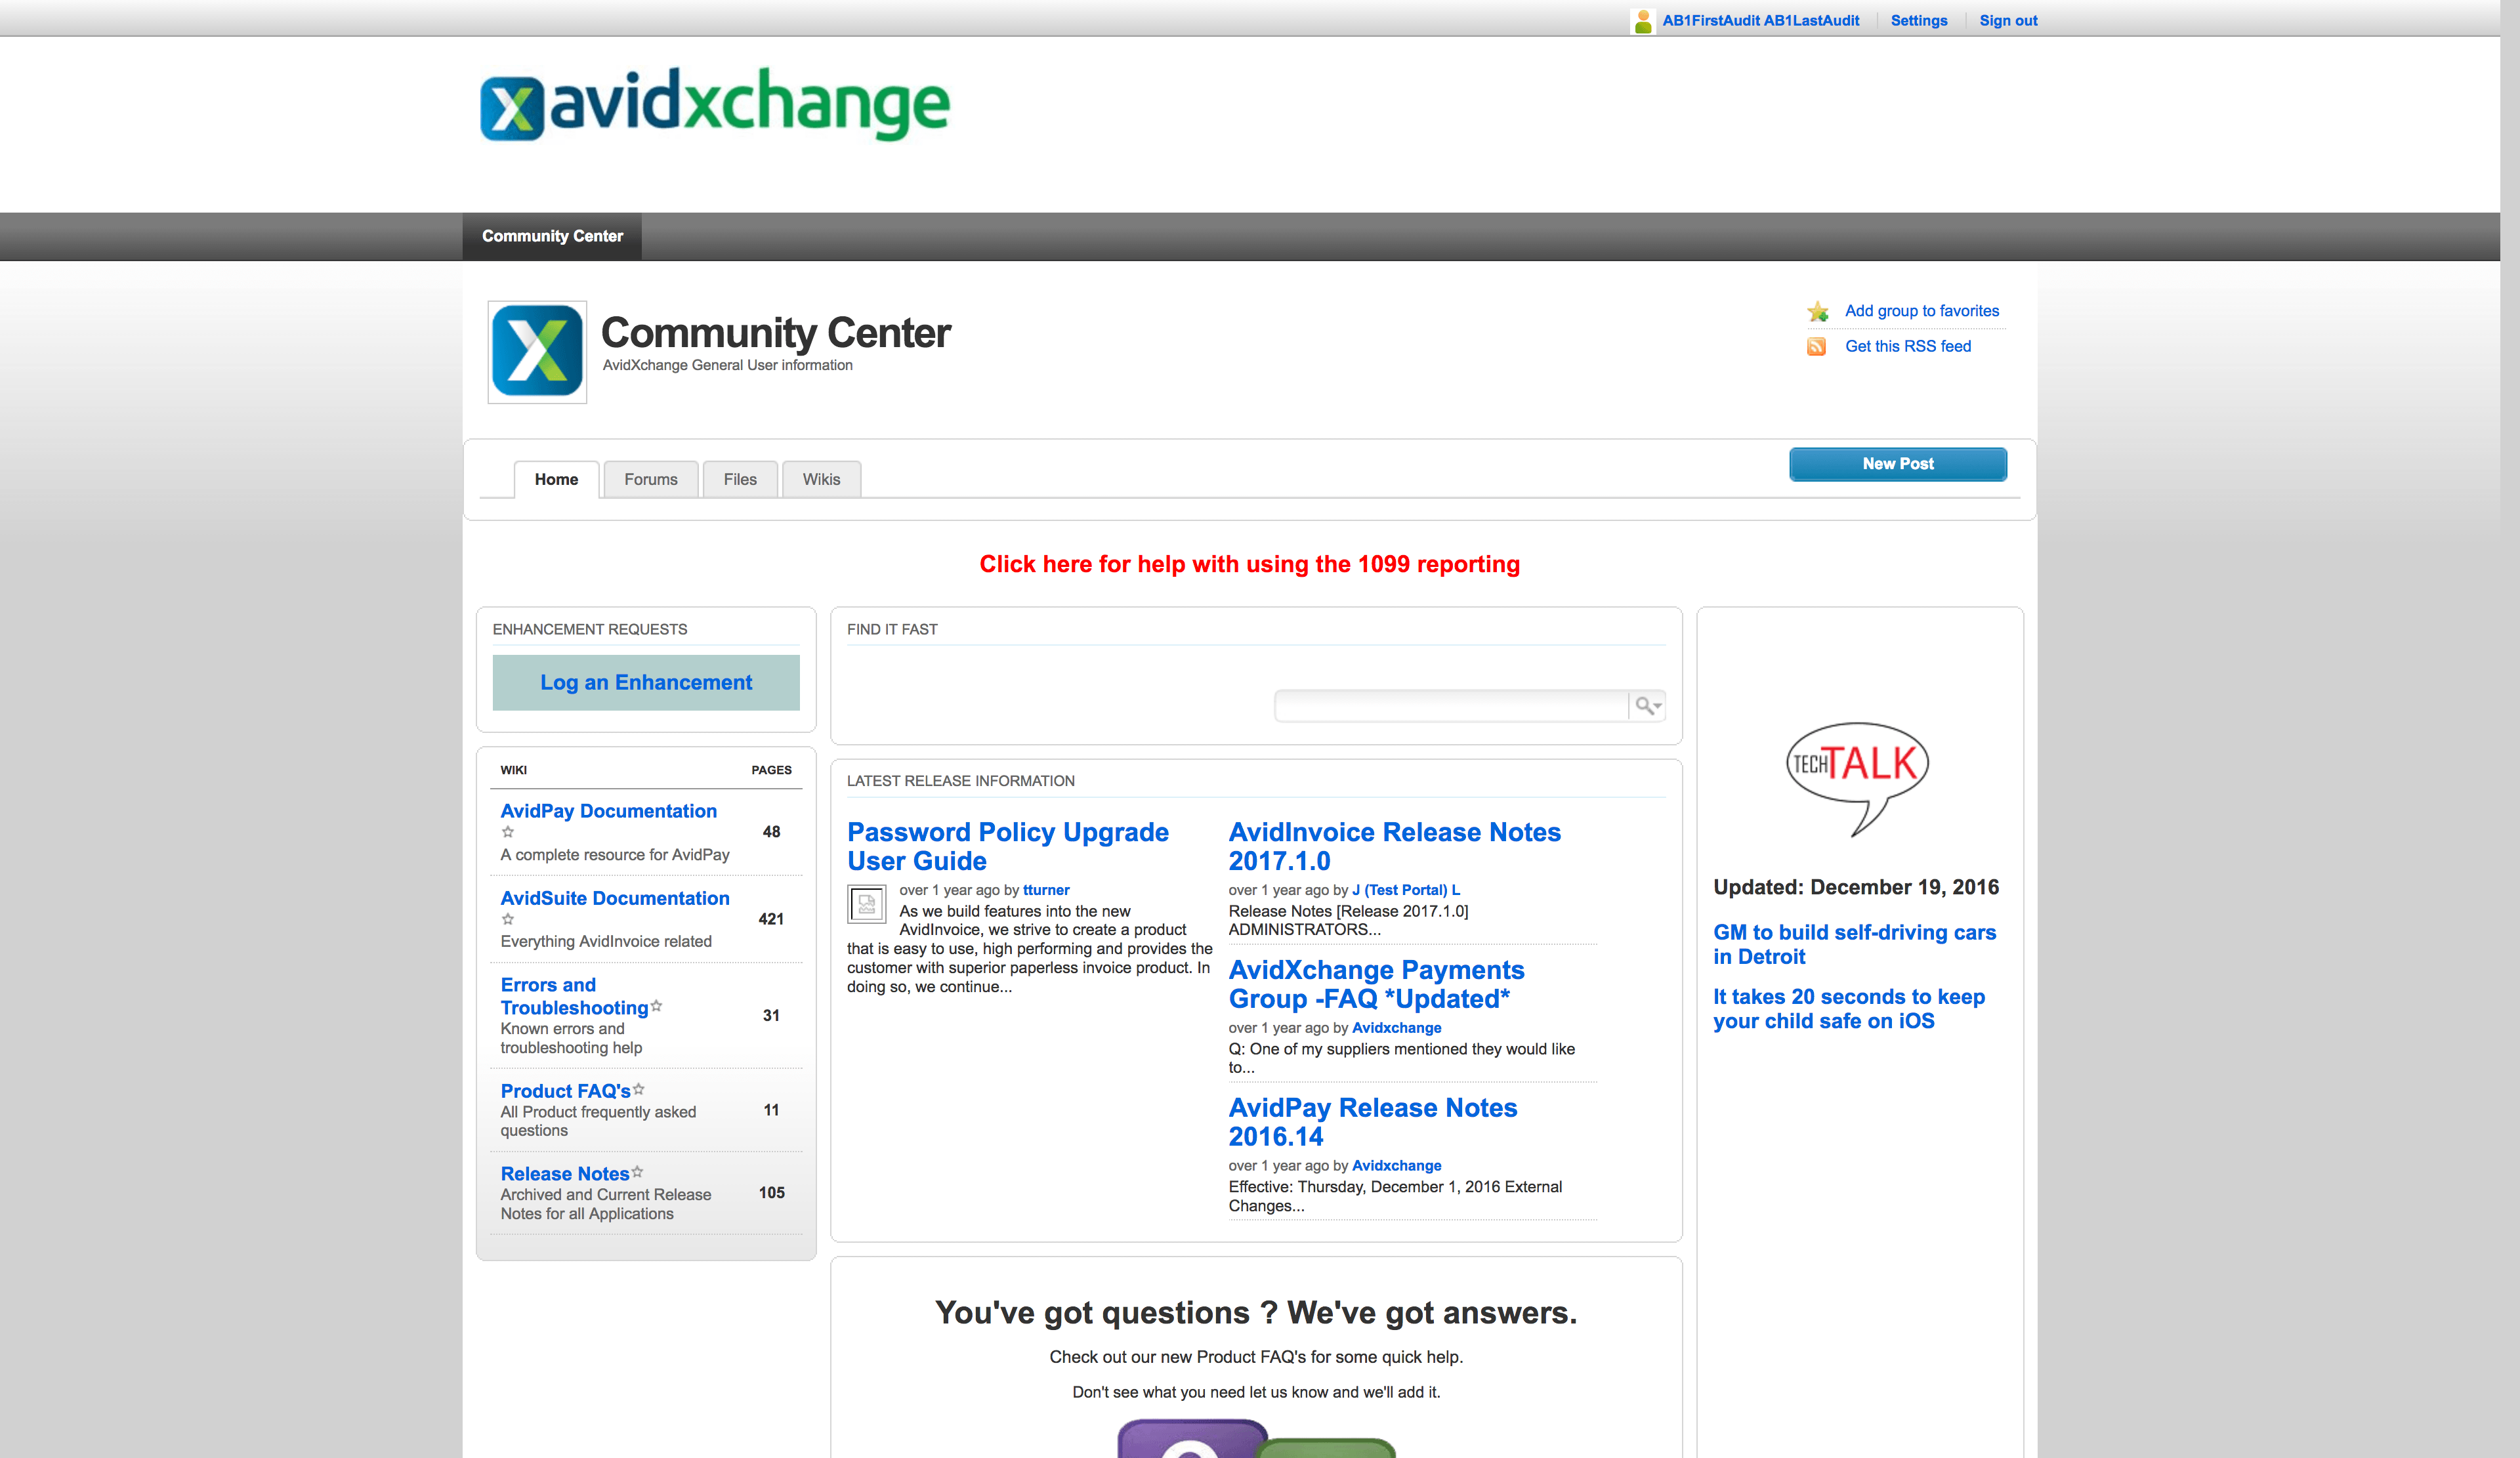 AB1FirstAudit AB1LastAudit Settings Sign out
avidxchange
Community Center
Community Center
AvidXchange General User information
Add group to favorites
Get this RSS feed
Home Forums Files Wikis
New Post
Click here for help with using the 1099 reporting
ENHANCEMENT REQUESTS
Log an Enhancement
WIKI PAGES
AvidPay Documentation
48
A complete resource for AvidPay
AvidSuite Documentation
421
Everything AvidInvoice related
Errors and
Troubleshooting
31
Known errors and
troubleshooting help
Product FAQ's
11
All Product frequently asked
questions
Release Notes
105
Archived and Current Release
Notes for all Applications
FIND IT FAST
LATEST RELEASE INFORMATION
Password Policy Upgrade
User Guide
over 1 year ago by tturner
As we build features into the new
AvidInvoice, we strive to create a product
that is easy to use, high performing and provides the
customer with superior paperless invoice product. In
doing so, we continue...
AvidInvoice Release Notes
2017.1.0
over 1 year ago by J (Test Portal) L
Release Notes [Release 2017.1.0]
ADMINISTRATORS...
AvidXchange Payments
Group -FAQ *Updated*
over 1 year ago by Avidxchange
Q: One of my suppliers mentioned they would like
to...
AvidPay Release Notes
2016.14
over 1 year ago by Avidxchange
Effective: Thursday, December 1, 2016 External
Changes...
You've got questions ? We've got answers.
Check out our new Product FAQ's for some quick help.
Don't see what you need let us know and we'll add it.
TECH TALK
Updated: December 19, 2016
GM to build self-driving cars
in Detroit
It takes 20 seconds to keep
your child safe on iOS